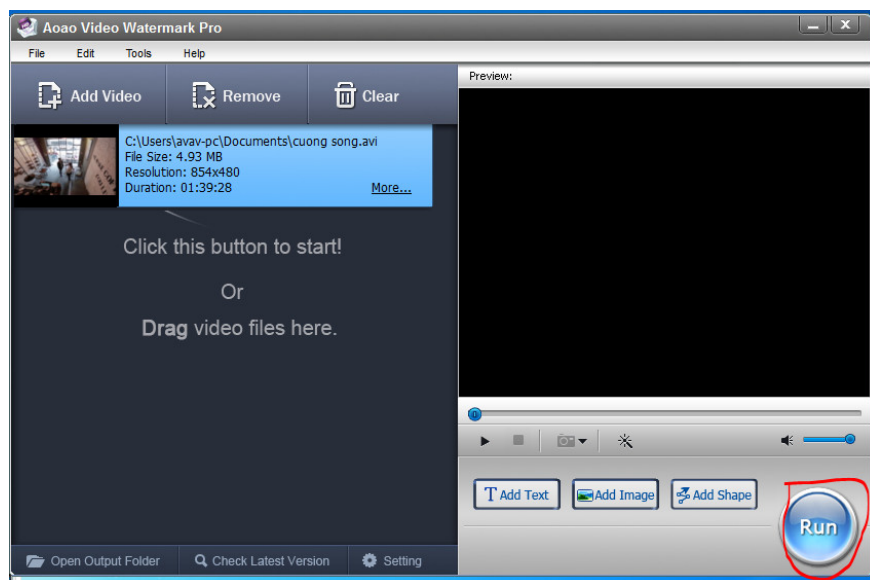 Aoao Video Watermark Pro
File Edit Tools Help
Add Video Remove Clear
Preview:
C:\Users\avav-pc\Documents\cuong song.avi
File Size: 4.93 MB
Resolution: 854x480
Duration: 01:39:28 More...
Click this button to start!
Or
Drag video files here.
T Add Text Add Image Add Shape
Run
Open Output Folder Check Latest Version Setting